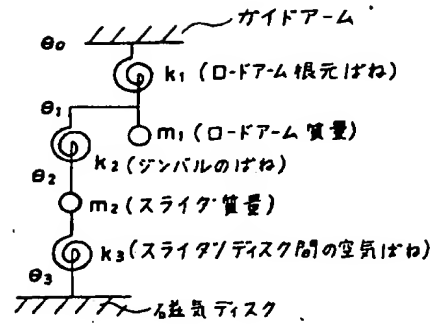 ガイドアーム
θ₀
k₁(ロードアーム根元ばね)
θ₁
m₁(ロードアーム質量)
k₂(ジンバルのばね)
θ₂
m₂(スライダ質量)
k₃(スライダ/ディスク間の空気ばね)
θ₃
磁気ディスク